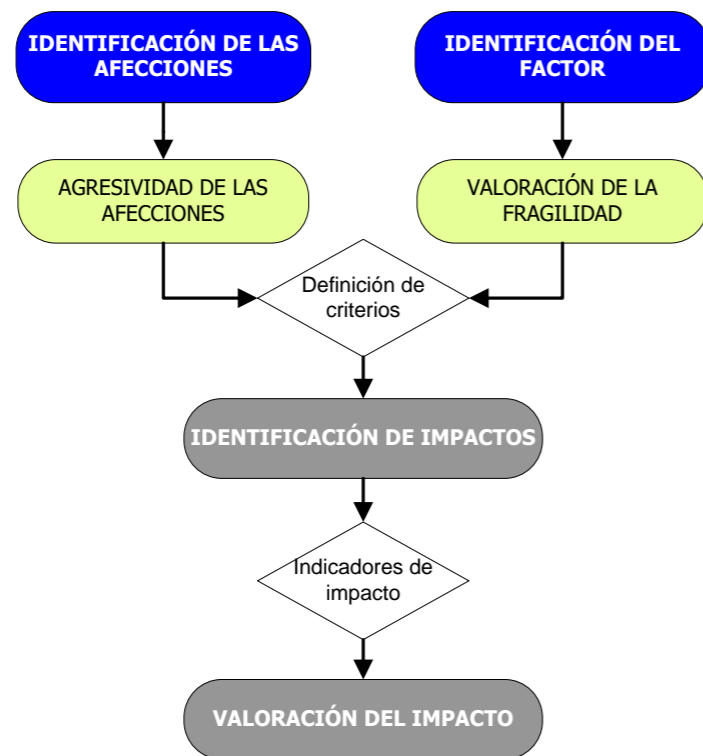 IDENTIFICACIÓN DE LAS
AFECCIONES
IDENTIFICACIÓN DEL
FACTOR
AGRESIVIDAD DE LAS
AFECCIONES
VALORACIÓN DE LA
FRAGILIDAD
Definición de
criterios
IDENTIFICACIÓN DE IMPACTOS
Indicadores de
impacto
VALORACIÓN DEL IMPACTO